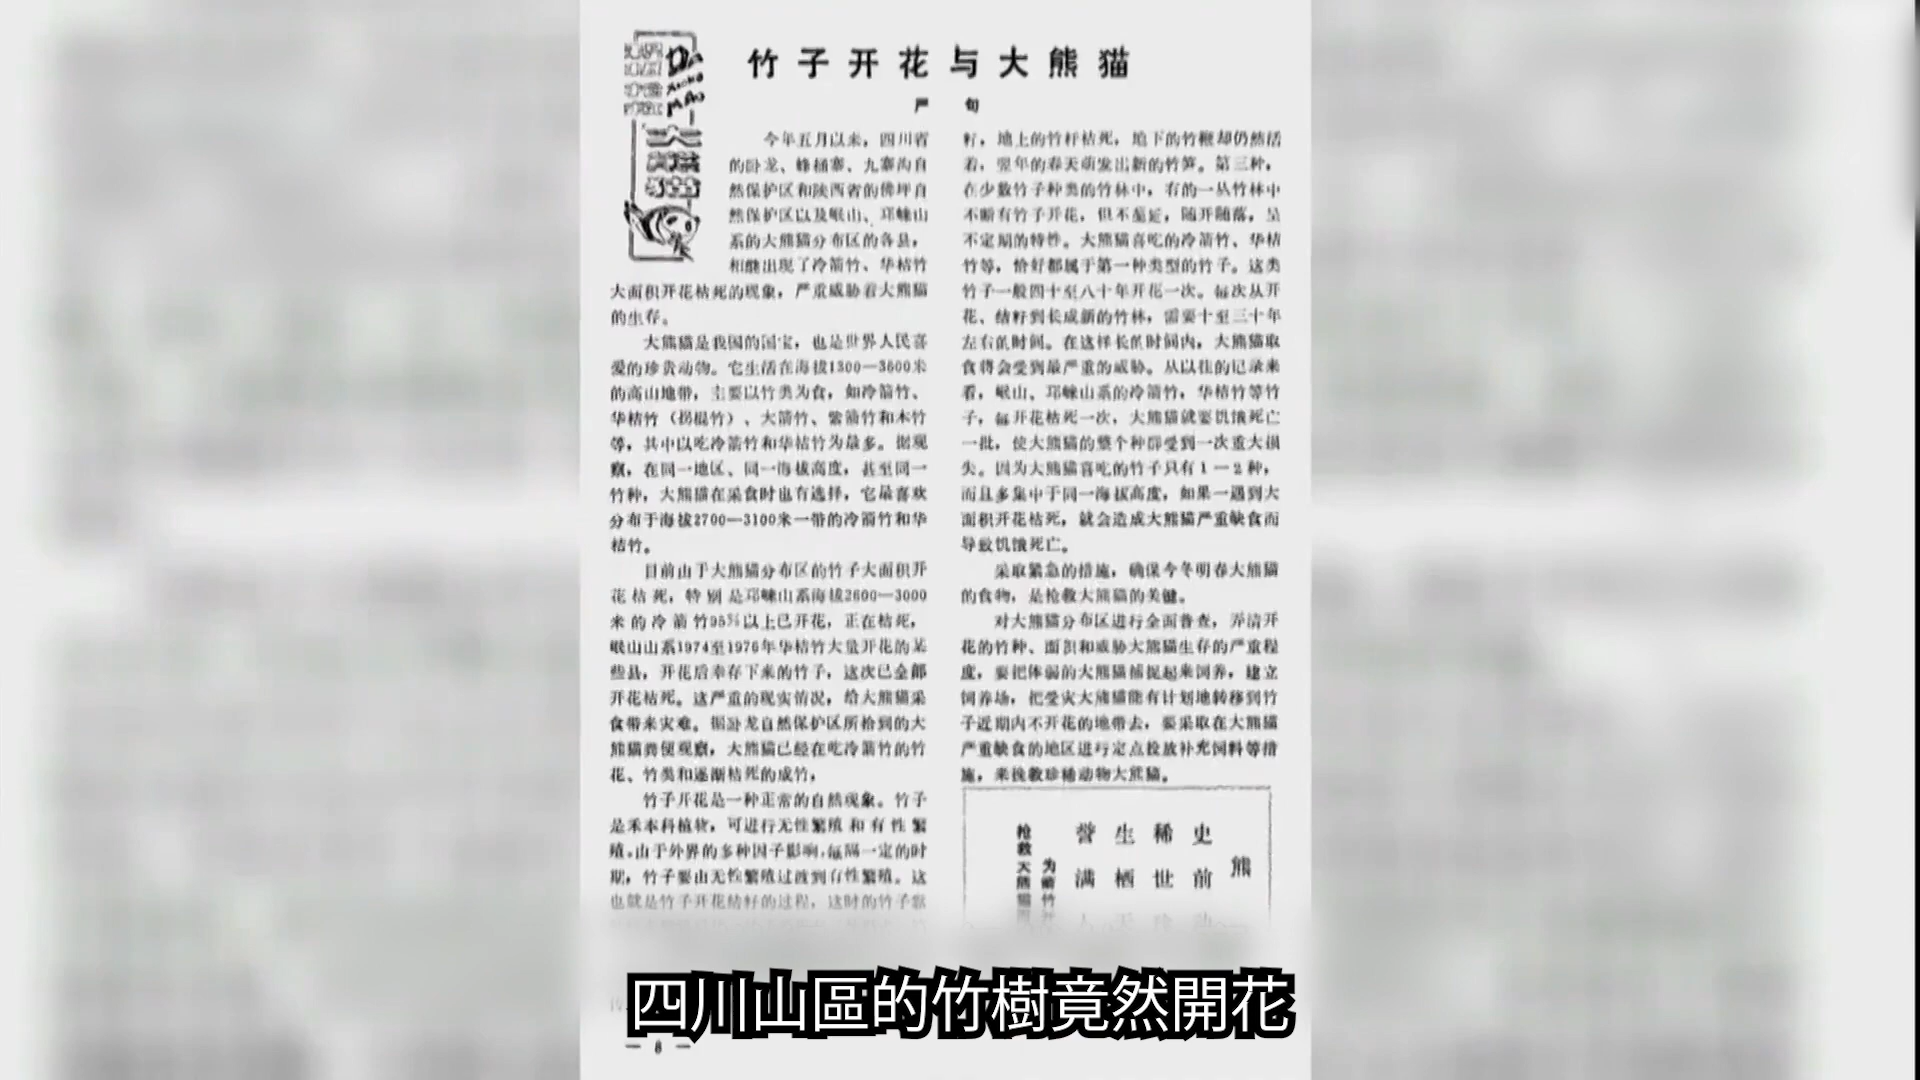 大熊猫
竹子开花与大熊猫
严 旬
今年五月以来，四川省
的卧龙、蜂桶寨、九寨沟自
然保护区和陕西省的佛坪自
然保护区以及岷山、邛崃山
系的大熊猫分布区的各县，
相继出现了冷箭竹、华桔竹
大面积开花枯死的现象，严重威胁着大熊猫
的生存。
大熊猫是我国的国宝，也是世界人民喜
爱的珍贵动物。它生活在海拔1300—3600米
的高山地带，主要以竹类为食，如冷箭竹、
华桔竹（拐棍竹）、大箭竹、紫箭竹和木竹
等，其中以吃冷箭竹和华桔竹为最多。据观
察，在同一地区、同一海拔高度，甚至同一
竹种，大熊猫在采食时也有选择，它最喜欢
分布于海拔2700—3100米一带的冷箭竹和华
桔竹。
目前由于大熊猫分布区的竹子大面积开
花枯死，特别是邛崃山系海拔2600—3000
米的冷箭竹95%以上已开花，正在枯死，
岷山山系1974至1976年华桔竹大量开花的某
些县，开花后幸存下来的竹子，这次已全部
开花枯死。这严重的现实情况，给大熊猫采
食带来灾难。据卧龙自然保护区所拾到的大
熊猫粪便观察，大熊猫已经在吃冷箭竹的竹
花、竹类和逐渐枯死的成竹，
竹子开花是一种正常的自然现象。竹子
是禾本科植物，可进行无性繁殖和有性繁
殖。由于外界的多种因子影响，每隔一定的时
期，竹子要由无性繁殖过渡到有性繁殖。这
也就是竹子开花结籽的过程，这时的竹子
籽，地上的竹秆枯死，地下的竹鞭却仍然活
着，翌年的春天萌发出新的竹笋。第三种，
在少数竹子种类的竹林中，有的一丛竹林中
不断有竹子开花，但不蔓延，随开随落，呈
不定期的特性。大熊猫喜吃的冷箭竹、华桔
竹等，恰好都属于第一种类型的竹子。这类
竹子一般四十至八十年开花一次。每次从开
花、结籽到长成新的竹林，需要十至三十年
左右的时间。在这样长的时间内，大熊猫取
食将会受到最严重的威胁。从以往的记录来
看，岷山、邛崃山系的冷箭竹，华桔竹等竹
子，每开花枯死一次，大熊猫就要饥饿死亡
一批，使大熊猫的整个种群受到一次重大损
失。因为大熊猫喜吃的竹子只有1—2种，
而且多集中于同一海拔高度，如果一遇到大
面积开花枯死，就会造成大熊猫严重缺食而
导致饥饿死亡。
采取紧急的措施，确保今冬明春大熊猫
的食物，是抢救大熊猫的关键。
对大熊猫分布区进行全面普查，弄清开
花的竹种、面积和威胁大熊猫生存的严重程
度，要把体弱的大熊猫捕捉起来饲养，建立
饲养场，把受灾大熊猫能有计划地转移到竹
子近期内不开花的地带去，要采取在大熊猫
严重缺食的地区进行定点投放补充饲料等措
施，来挽救珍稀动物大熊猫。
熊
史前
稀世
生栖
誉满
抢救大熊猫
— 8 —
四川山區的竹樹竟然開花